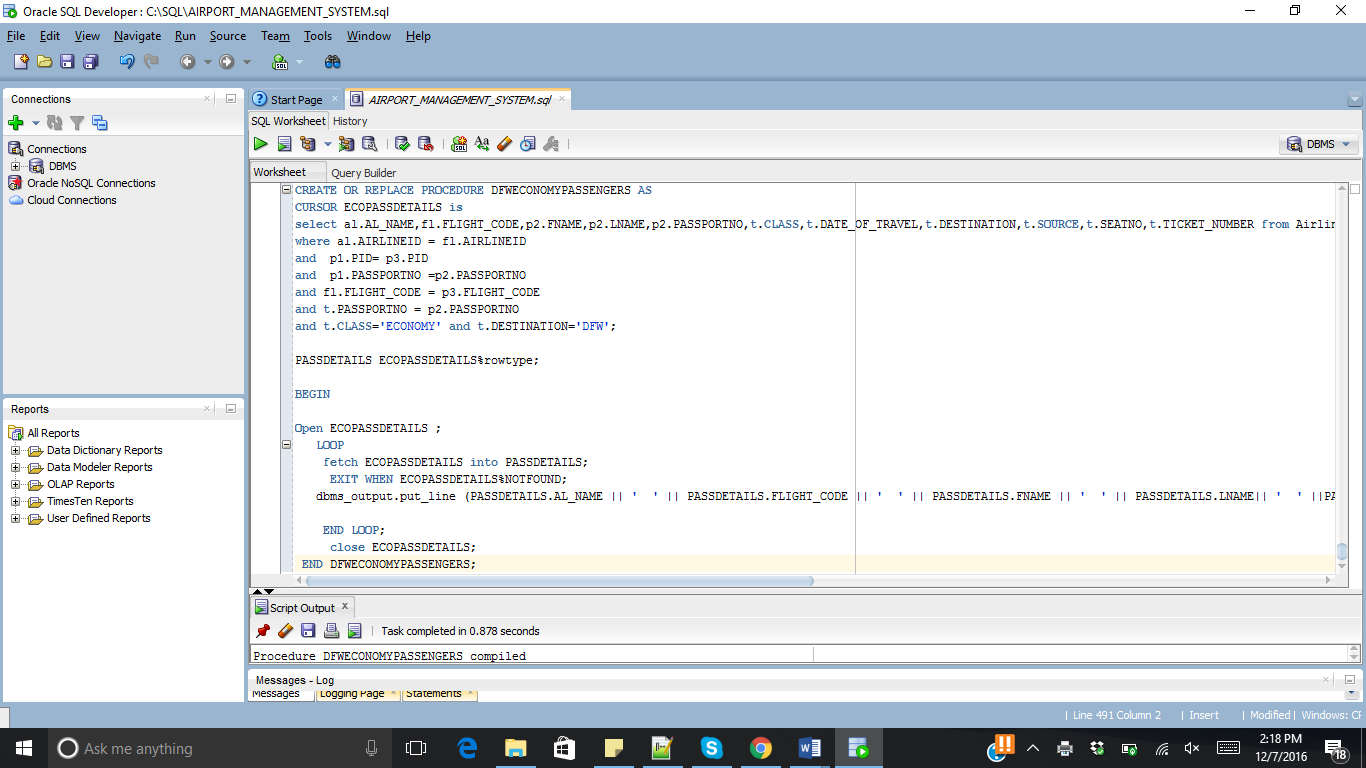 Oracle SQL Developer : C:\SQL\AIRPORT_MANAGEMENT_SYSTEM.sql
File Edit View Navigate Run Source Team Tools Window Help
Connections
Connections
DBMS
Oracle NoSQL Connections
Cloud Connections
Reports
All Reports
Data Dictionary Reports
Data Modeler Reports
OLAP Reports
TimesTen Reports
User Defined Reports
Start Page AIRPORT_MANAGEMENT_SYSTEM.sql
SQL Worksheet History
DBMS
Worksheet Query Builder
CREATE OR REPLACE PROCEDURE DFWECONOMYPASSENGERS AS
CURSOR ECOPASSDETAILS is
select al.AL_NAME,fl.FLIGHT_CODE,p2.FNAME,p2.LNAME,p2.PASSPORTNO,t.CLASS,t.DATE_OF_TRAVEL,t.DESTINATION,t.SOURCE,t.SEATNO,t.TICKET_NUMBER from Airlin
where al.AIRLINEID = fl.AIRLINEID
and p1.PID= p3.PID
and p1.PASSPORTNO =p2.PASSPORTNO
and fl.FLIGHT_CODE = p3.FLIGHT_CODE
and t.PASSPORTNO = p2.PASSPORTNO
and t.CLASS='ECONOMY' and t.DESTINATION='DFW';
PASSDETAILS ECOPASSDETAILS%rowtype;
BEGIN
Open ECOPASSDETAILS ;
LOOP
fetch ECOPASSDETAILS into PASSDETAILS;
EXIT WHEN ECOPASSDETAILS%NOTFOUND;
dbms_output.put_line (PASSDETAILS.AL_NAME || '  ' || PASSDETAILS.FLIGHT_CODE || '  ' || PASSDETAILS.FNAME || '  ' || PASSDETAILS.LNAME|| '  ' ||PA
END LOOP;
close ECOPASSDETAILS;
END DFWECONOMYPASSENGERS;
Script Output x
Task completed in 0.878 seconds
Procedure DFWECONOMYPASSENGERS compiled
Messages - Log
Messages Logging Page Statements
Line 491 Column 2 | Insert | Modified | Windows: CF
Ask me anything
2:18 PM
12/7/2016
18